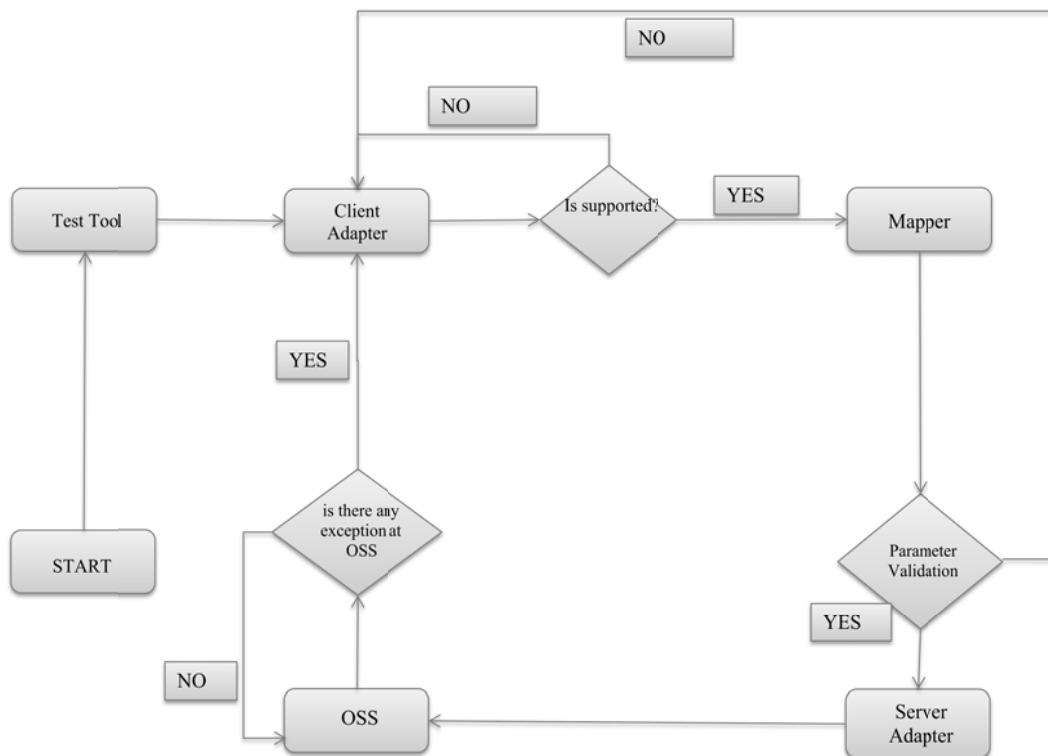 NO
NO
Test Tool
Client
Adapter
Is supported?
YES
Mapper
YES
is there any
exception at
OSS
START
Parameter
Validation
YES
NO
OSS
Server
Adapter